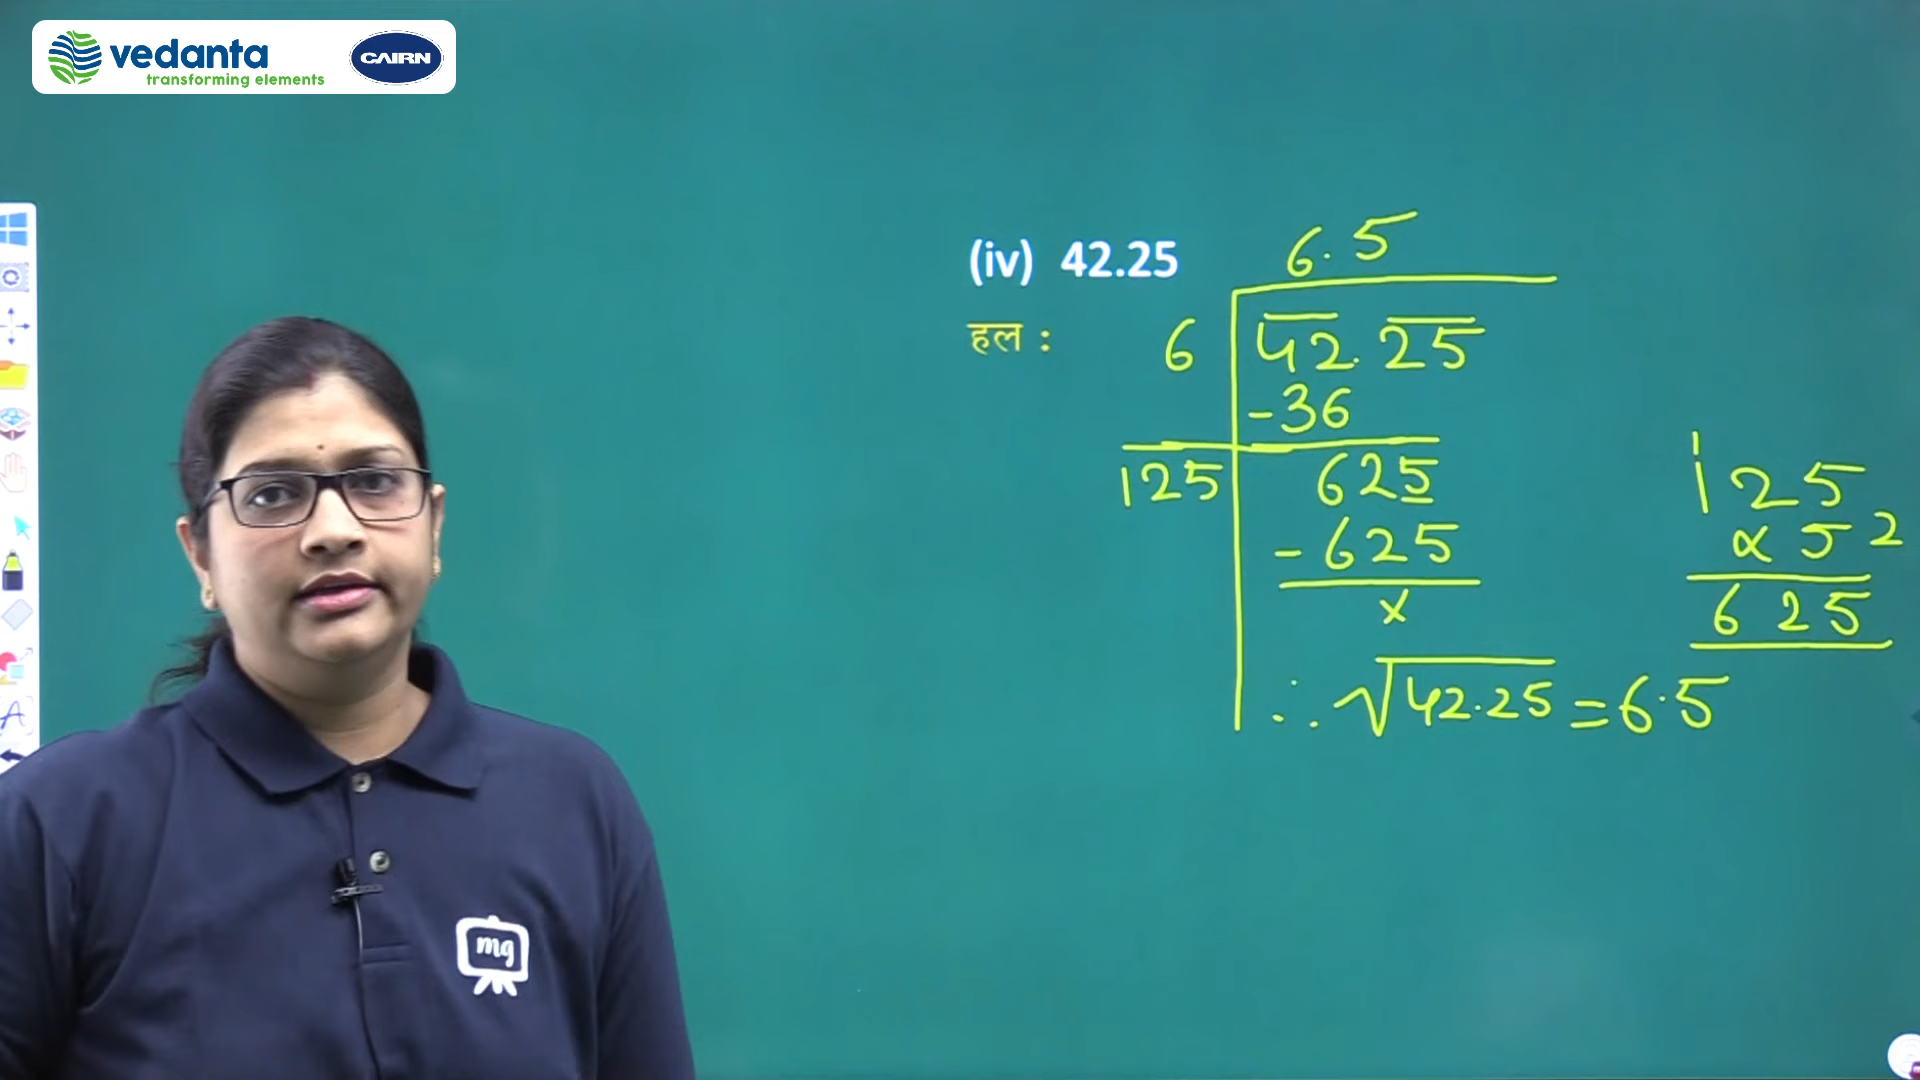 vedanta
transforming elements
CAIRN
(iv) 42.25
हल :
6.5
6
42.25
-36
125
625
-625
x
∴ √42.25 = 6.5
1
125
x 5 2
625
mg